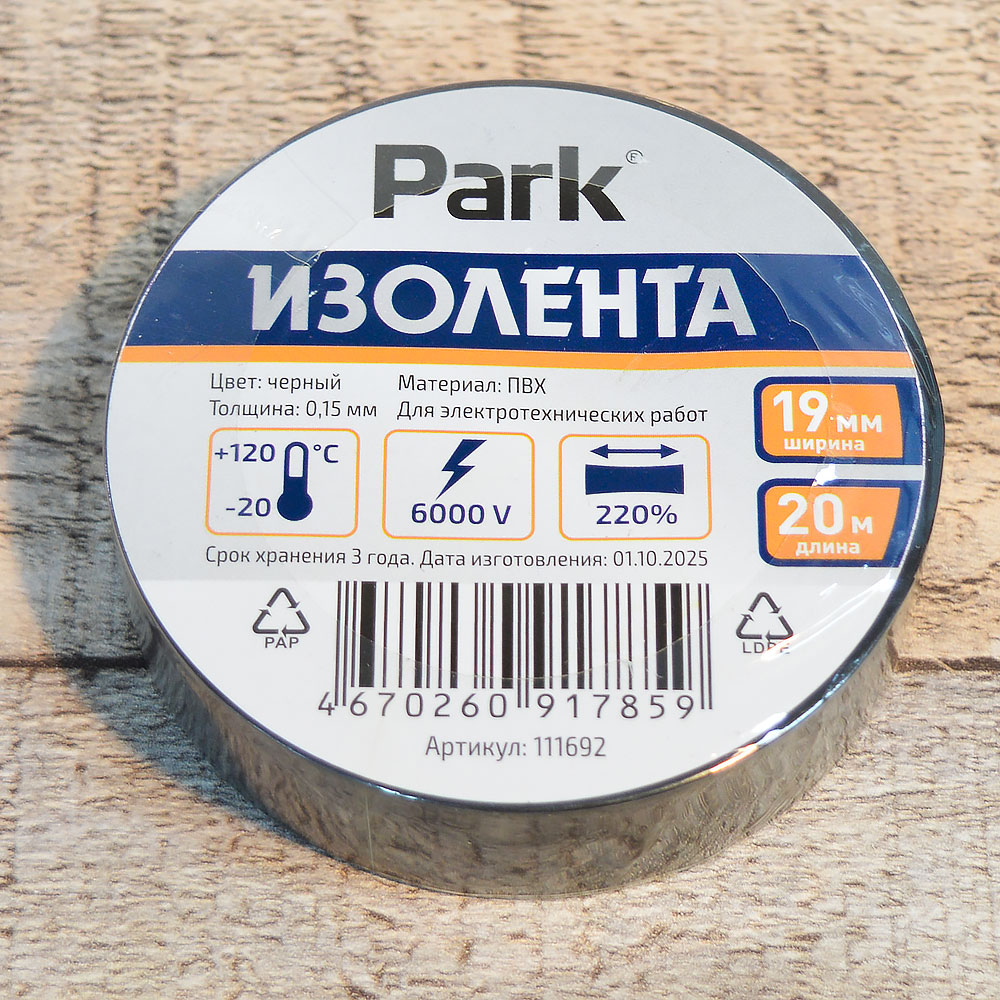 Park
ИЗОЛЕНТА
Цвет: черный
Толщина: 0,15 мм
Материал: ПВХ
Для электротехнических работ
19 мм
ширина
20 м
длина
+120 °C
-20
6000 V
220%
Срок хранения 3 года. Дата изготовления: 01.10.2025
PAP
LDPE
4 670260 917859
Артикул: 111692